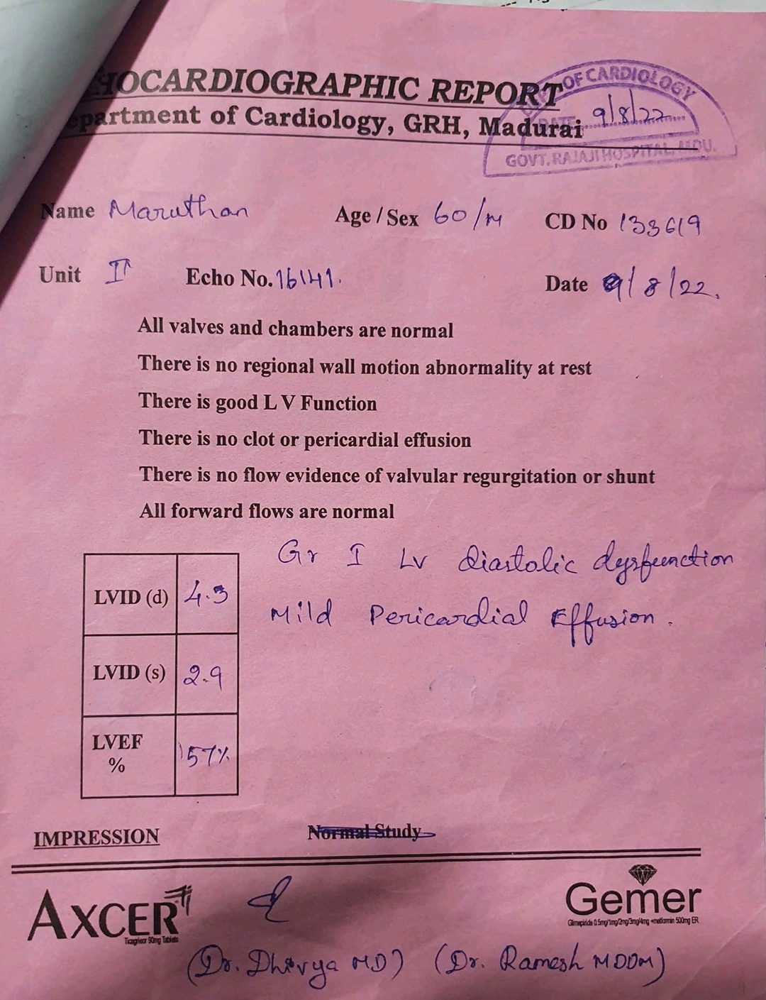 HOCARDIOGRAPHIC REPORT
epartment of Cardiology, GRH, Madurai
OF CARDIOLOGY
DATE: 9/8/22
GOVT. RAJAJI HOSPITAL, MDU.
Name Maruthan Age / Sex 60/M CD No 133619
Unit II Echo No. 16141. Date 9/8/22.
All valves and chambers are normal
There is no regional wall motion abnormality at rest
There is good L V Function
There is no clot or pericardial effusion
There is no flow evidence of valvular regurgitation or shunt
All forward flows are normal
Gr I LV diastolic dysfunction
Mild Pericardial Effusion.
LVID (d) 4.3
LVID (s) 2.9
LVEF % 57%
IMPRESSION Normal Study
AXCER
Ticagrelor 90mg Tablets
Gemer
Glimepiride 0.5mg/1mg/2mg/3mg/4mg +metformin 500mg ER
(Dr. Dhivya MD) (Dr. Ramesh MDDM)